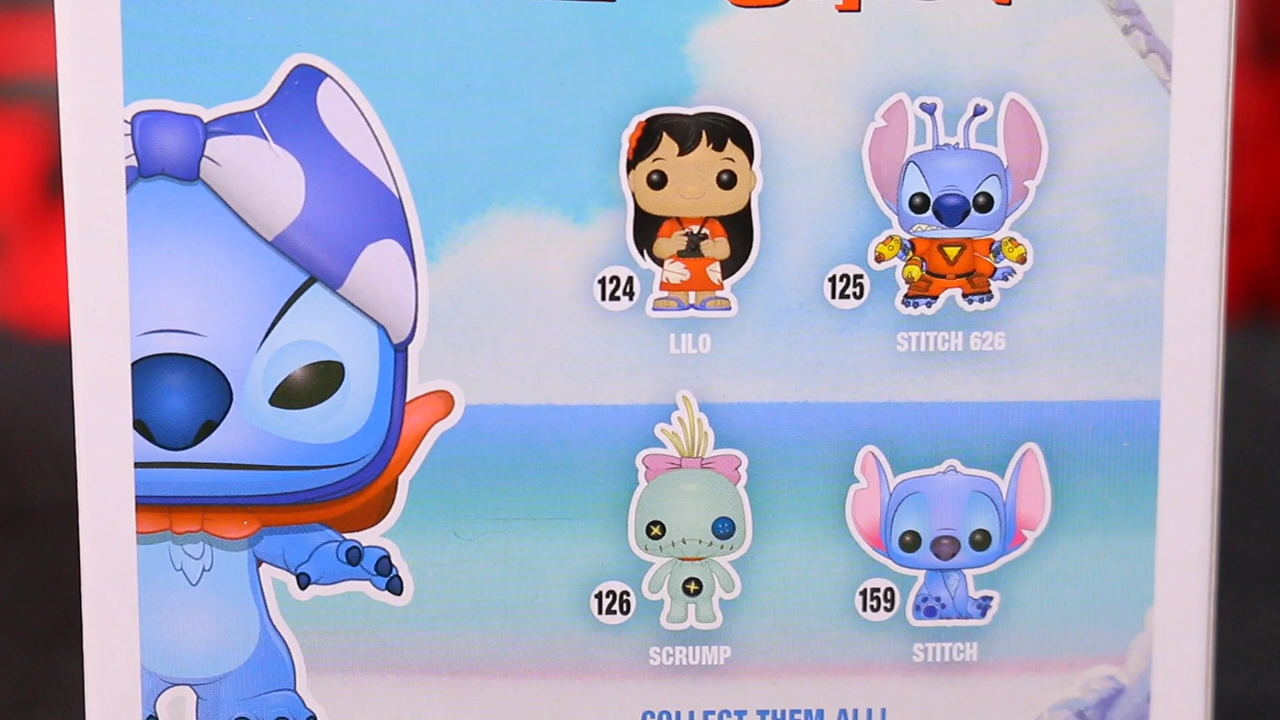 124
LILO
125
STITCH 626
126
SCRUMP
159
STITCH
COLLECT THEM ALL!